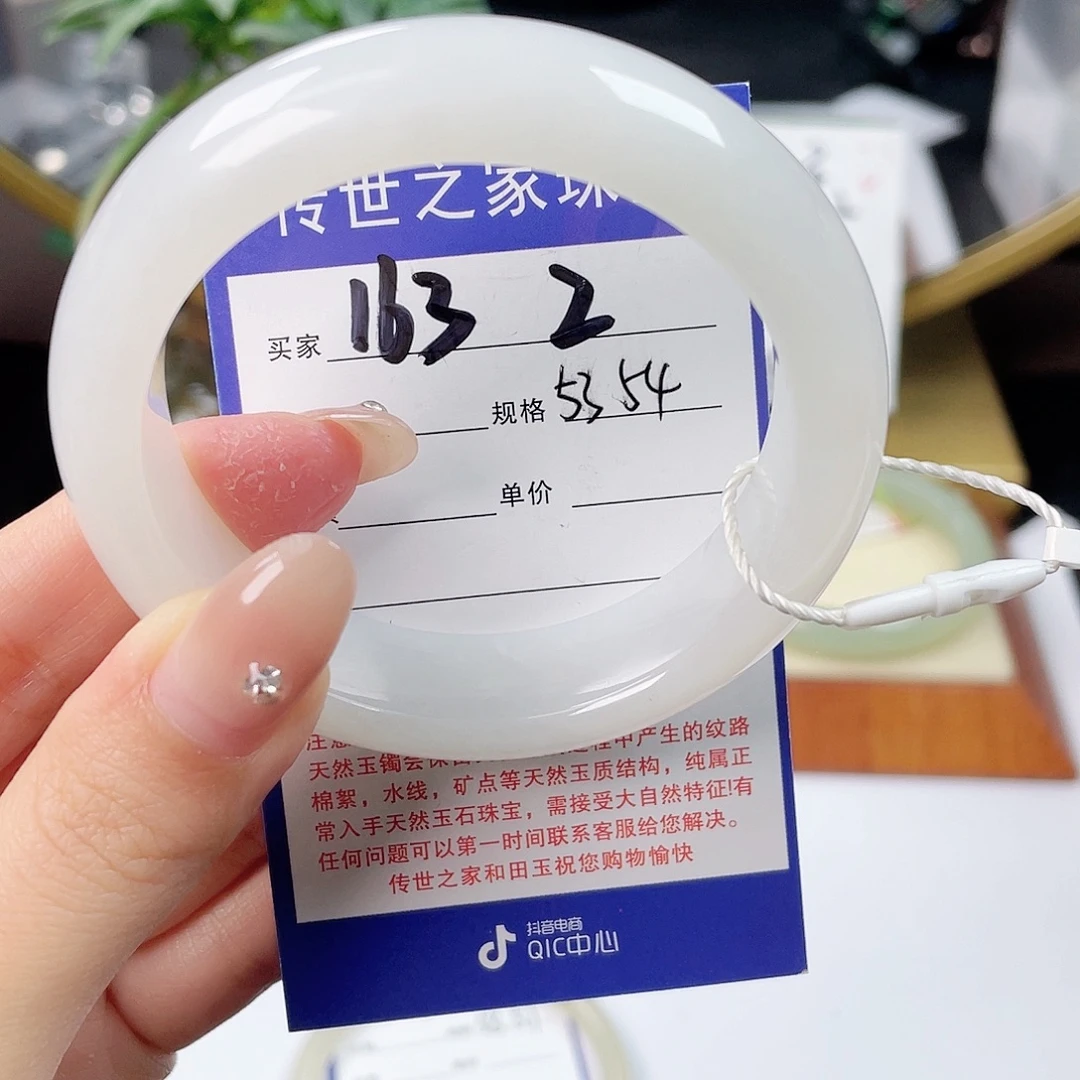 传世之家珠
买家 163 2
规格 53 54
单价
注意
程中产生的纹路
天然玉镯会保留
棉絮，水线，矿点等天然玉质结构，纯属正
常入手天然玉石珠宝，需接受大自然特征!有
任何问题可以第一时间联系客服给您解决。
传世之家和田玉祝您购物愉快
抖音电商
QIC中心